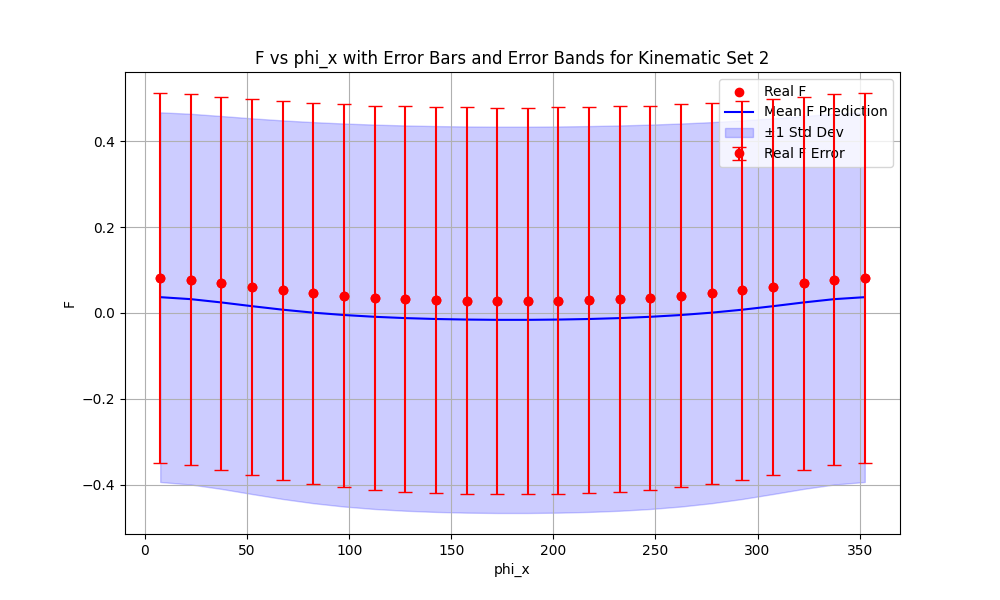 F vs phi_x with Error Bars and Error Bands for Kinematic Set 2
Real F
Mean F Prediction
±1 Std Dev
Real F Error
F
0.4
0.2
0.0
−0.2
−0.4
0 50 100 150 200 250 300 350
phi_x